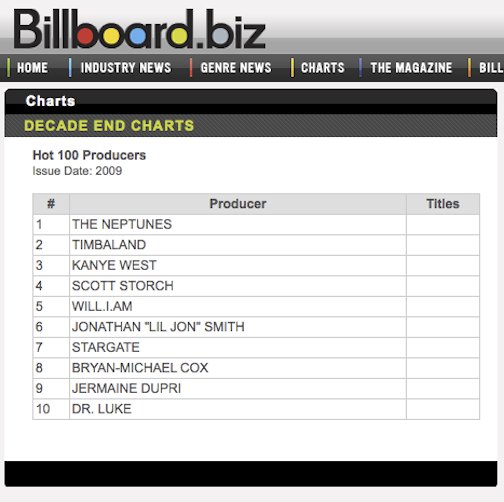 Billboard.biz
HOME INDUSTRY NEWS GENRE NEWS CHARTS THE MAGAZINE BILL
Charts
DECADE END CHARTS
Hot 100 Producers
Issue Date: 2009
# Producer Titles
1 THE NEPTUNES
2 TIMBALAND
3 KANYE WEST
4 SCOTT STORCH
5 WILL.I.AM
6 JONATHAN "LIL JON" SMITH
7 STARGATE
8 BRYAN-MICHAEL COX
9 JERMAINE DUPRI
10 DR. LUKE